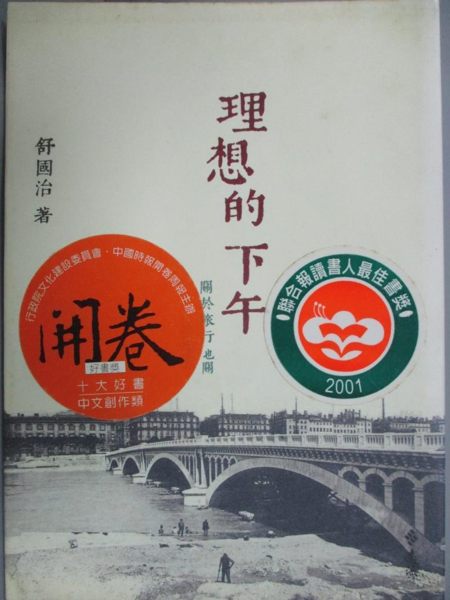 理想的下午
舒國治 著
關於旅行也關
行政院文化建設委員會·中國時報開卷周報主辦
開卷
好書獎
十大好書
中文創作類
聯合報讀書人最佳書獎
2001